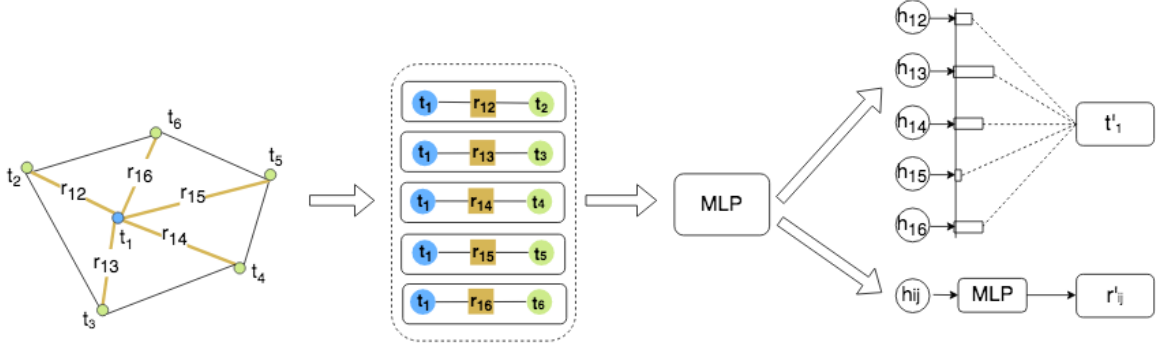 t6
t2
t5
r12
r16
r15
t1
r14
r13
t4
t3
t1 r12 t2
t1 r13 t3
t1 r14 t4
t1 r15 t5
t1 r16 t6
MLP
h12
h13
h14
t'1
h15
h16
hij MLP r'ij